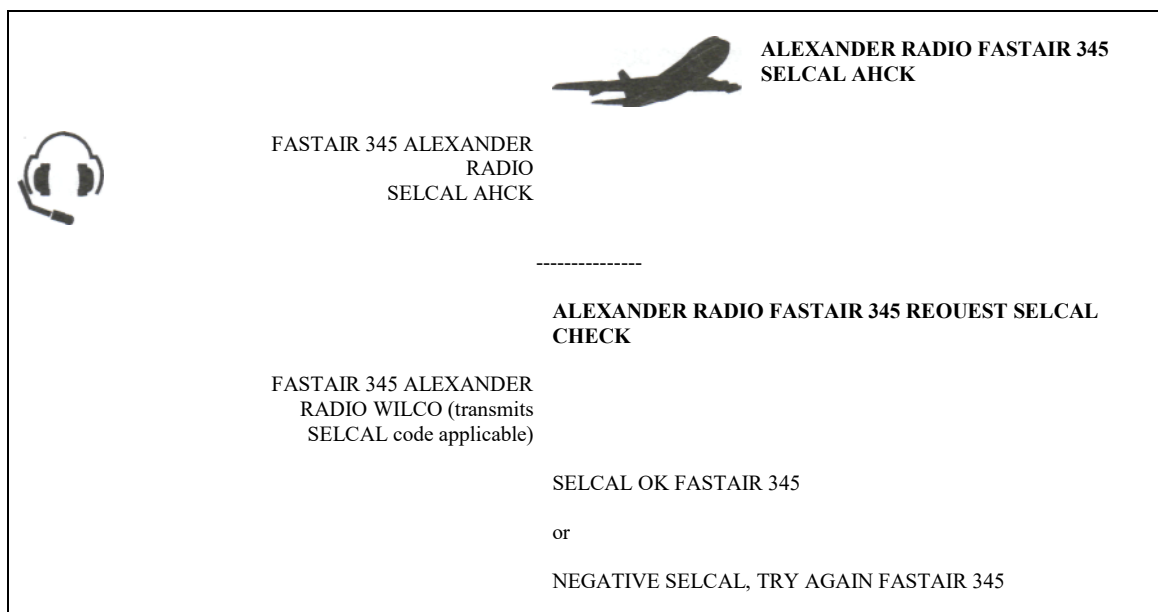 ALEXANDER RADIO FASTAIR 345
SELCAL AHCK
FASTAIR 345 ALEXANDER
RADIO
SELCAL AHCK
---------------
ALEXANDER RADIO FASTAIR 345 REOUEST SELCAL
CHECK
FASTAIR 345 ALEXANDER
RADIO WILCO (transmits
SELCAL code applicable)
SELCAL OK FASTAIR 345
or
NEGATIVE SELCAL, TRY AGAIN FASTAIR 345